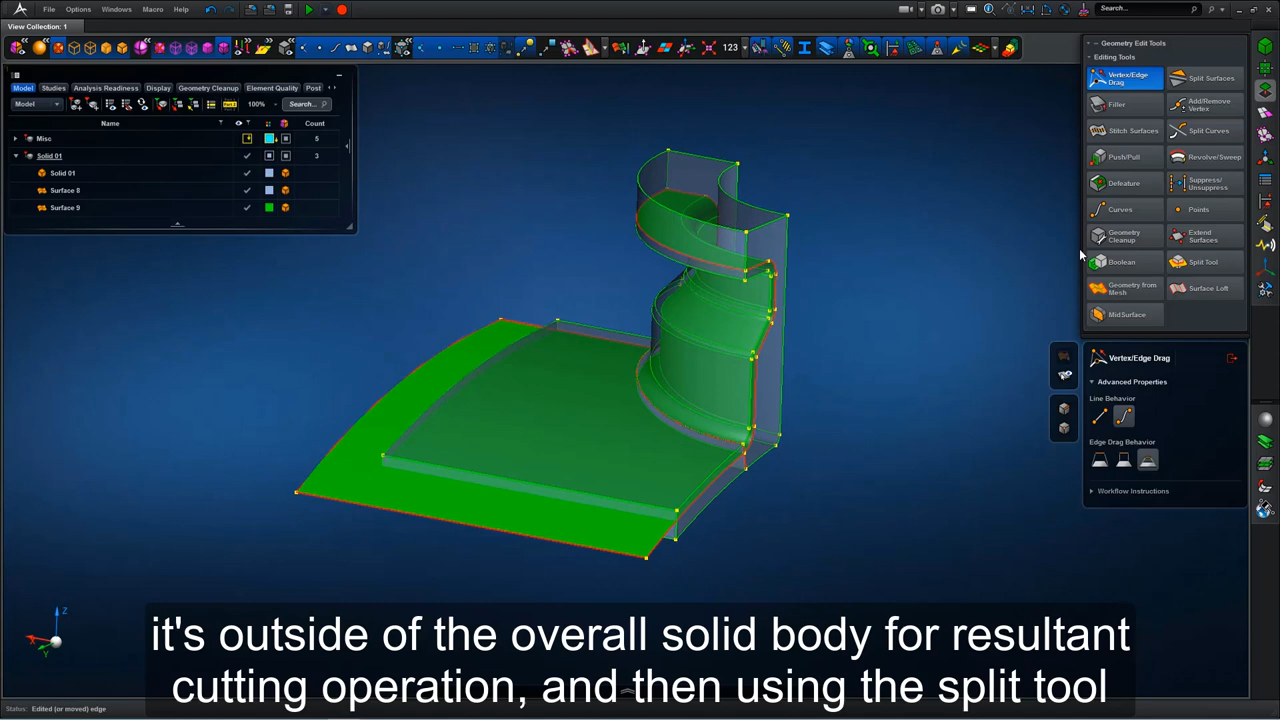 File Options Windows Macro Help
Search...
View Collection: 1
123
Model Studies Analysis Readiness Display Geometry Cleanup Element Quality Post
Model 100% Search...
Name Count
Misc 5
Solid 01 3
Solid 01
Surface 8
Surface 9
Geometry Edit Tools
Editing Tools
Vertex/Edge Drag
Split Surfaces
Filler
Add/Remove Vertex
Stitch Surfaces
Split Curves
Push/Pull
Revolve/Sweep
Defeature
Suppress/Unsuppress
Curves
Points
Geometry Cleanup
Extend Surfaces
Boolean
Split Tool
Geometry from Mesh
Surface Loft
MidSurface
Vertex/Edge Drag
Advanced Properties
Line Behavior
Edge Drag Behavior
Workflow Instructions
Z
X
Y
it's outside of the overall solid body for resultant
cutting operation, and then using the split tool
Status: Edited (or moved) edge